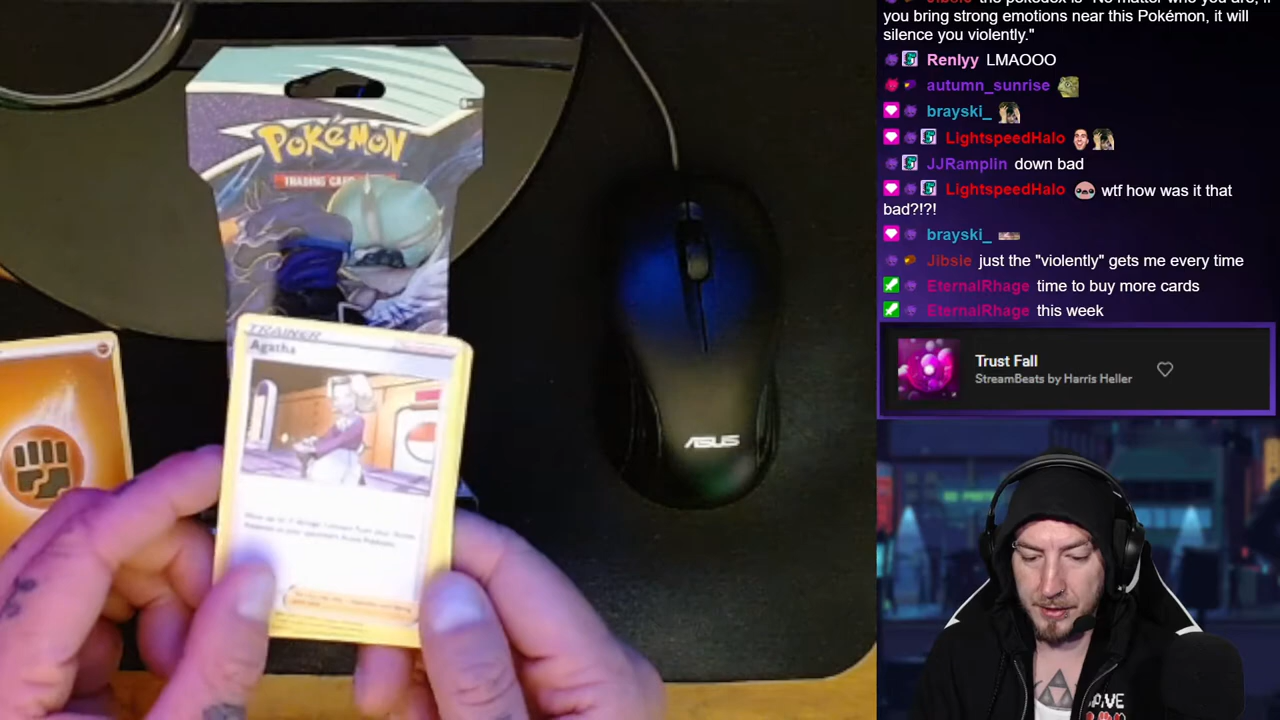 you bring strong emotions near this Pokémon, it will
silence you violently."
Renlyy LMAOOO
autumn_sunrise
brayski_
LightspeedHalo
JJRamplin down bad
LightspeedHalo wtf how was it that
bad?!?!
brayski_
Jibsie just the "violently" gets me every time
EternalRhage time to buy more cards
EternalRhage this week
Trust Fall
StreamBeats by Harris Heller
POKÉMON
TRADING CARD
TRAINER
Agatha
ASUS